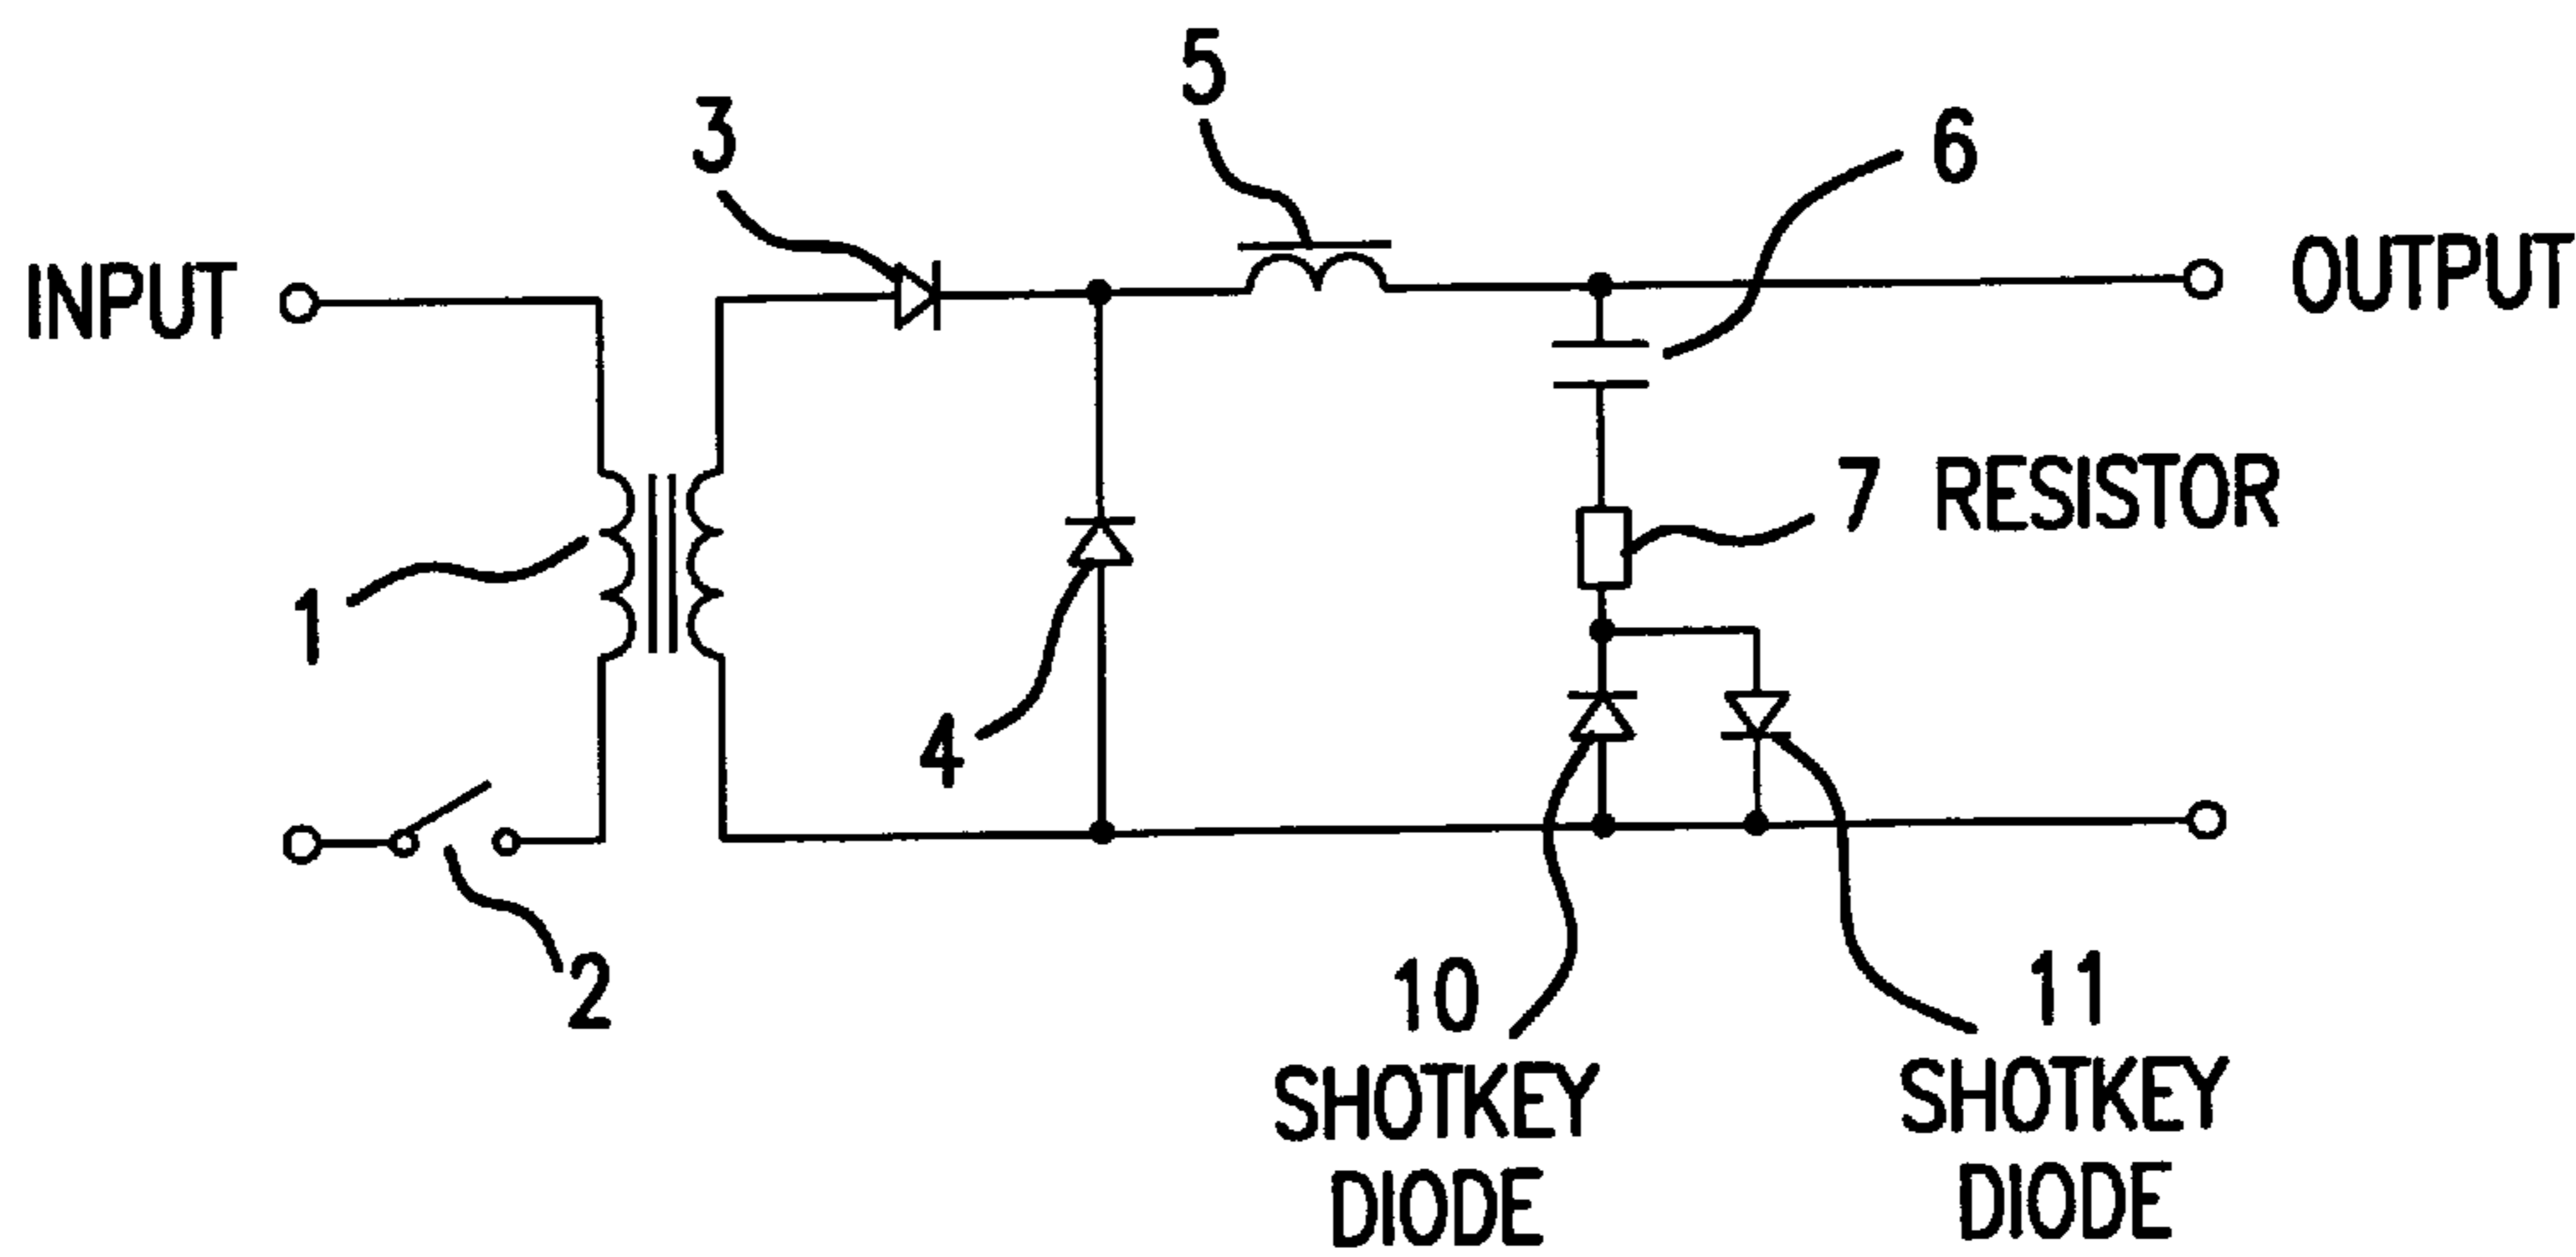 5
3
6
INPUT
OUTPUT
7 RESISTOR
1
4
2
10
SHOTKEY
DIODE
11
SHOTKEY
DIODE